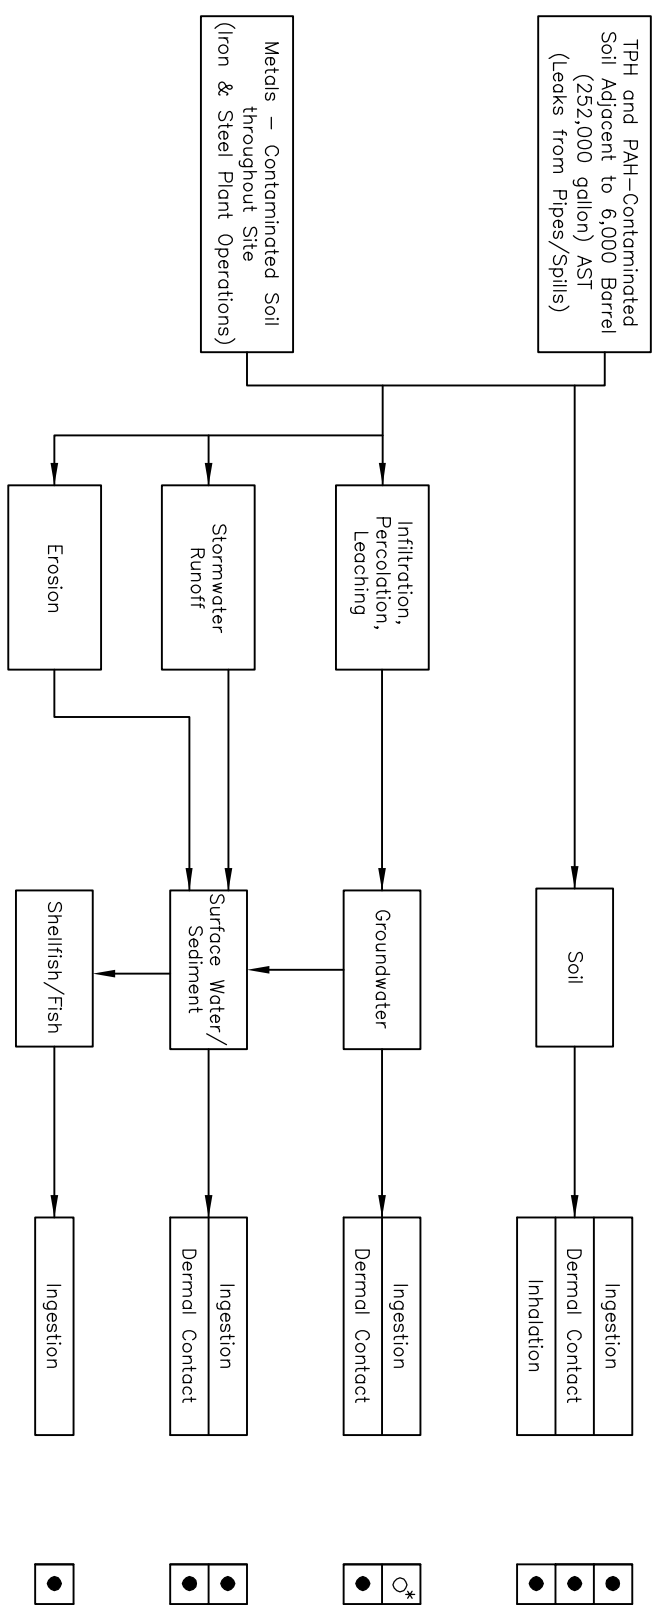 TPH and PAH-Contaminated
Soil Adjacent to 6,000 Barrel
(252,000 gallon) AST
(Leaks from Pipes/Spills)
Metals - Contaminated Soil
throughout Site
(Iron & Steel Plant Operations)
Infiltration,
Percolation,
Leaching
Stormwater
Runoff
Erosion
Soil
Groundwater
Surface Water/
Sediment
Shellfish/Fish
Ingestion
Dermal Contact
Inhalation
Ingestion
Dermal Contact
Ingestion
Dermal Contact
Ingestion
*